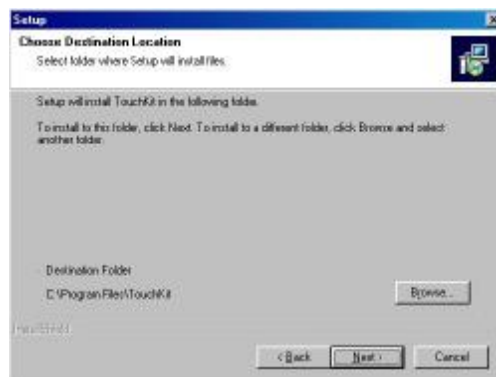 Setup
Choose Destination Location
Select folder where Setup will install files.
Setup will install TouchKit in the following folder.
To install to this folder, click Next. To install to a different folder, click Browse and select
another folder.
Destination Folder
C:\Program Files\TouchKit
Browse...
InstallShield
< Back
Next >
Cancel